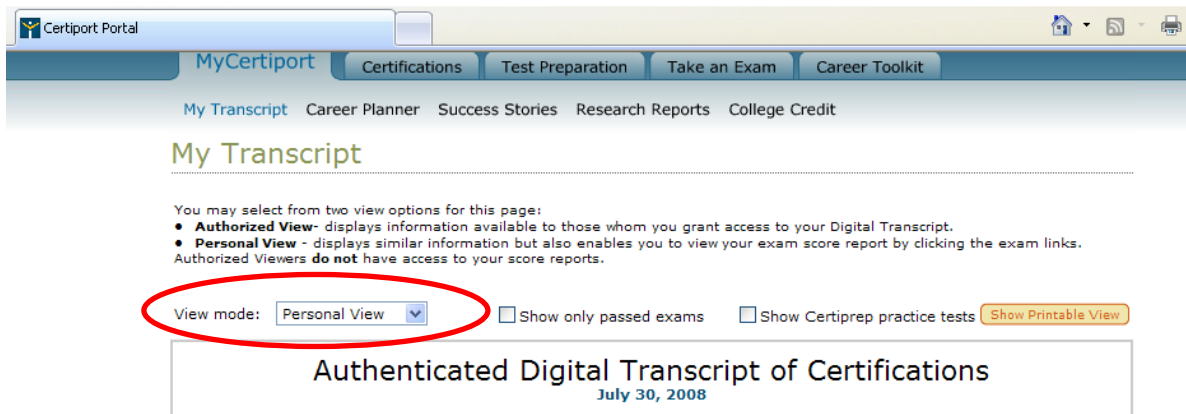 Certiport Portal
MyCertiport Certifications Test Preparation Take an Exam Career Toolkit
My Transcript Career Planner Success Stories Research Reports College Credit
My Transcript
You may select from two view options for this page:
• Authorized View- displays information available to those whom you grant access to your Digital Transcript.
• Personal View - displays similar information but also enables you to view your exam score report by clicking the exam links.
Authorized Viewers do not have access to your score reports.
View mode: Personal View Show only passed exams Show Certiprep practice tests Show Printable View
Authenticated Digital Transcript of Certifications
July 30, 2008